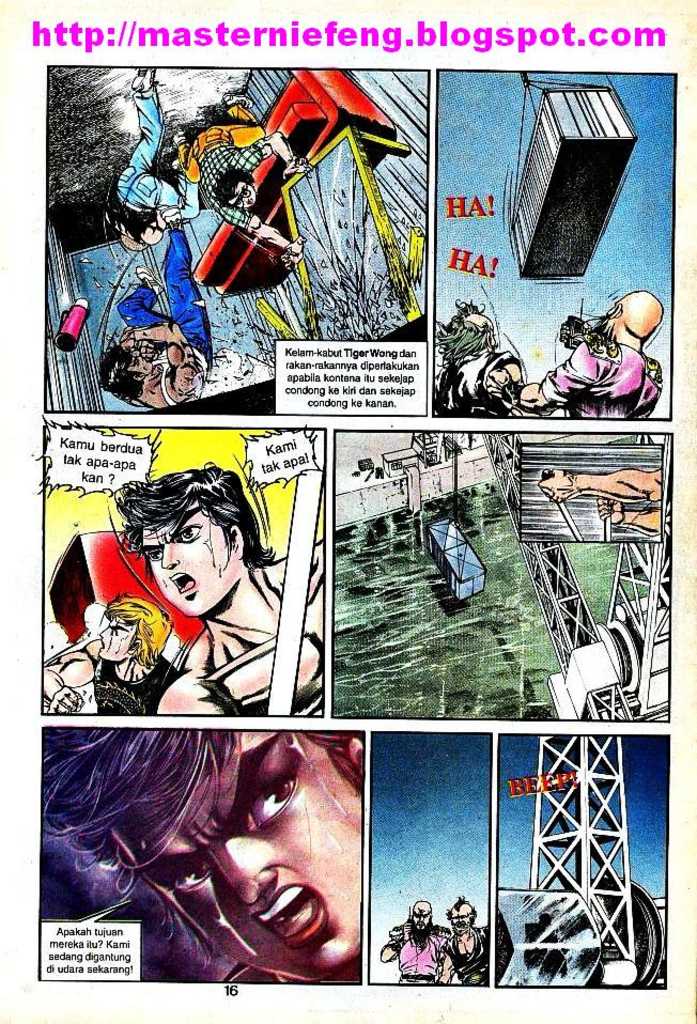 http://masterniefeng.blogspot.com
Kelam-kabut Tiger Wong dan
rakan-rakannya diperlakukan
apabila kontena itu sekejap
condong ke kiri dan sekejap
condong ke kanan.
HA!
HA!
Kamu berdua
tak apa-apa
kan ?
Kami
tak apa!
Apakah tujuan
mereka itu? Kami
sedang digantung
di udara sekarang!
BEEP!
16